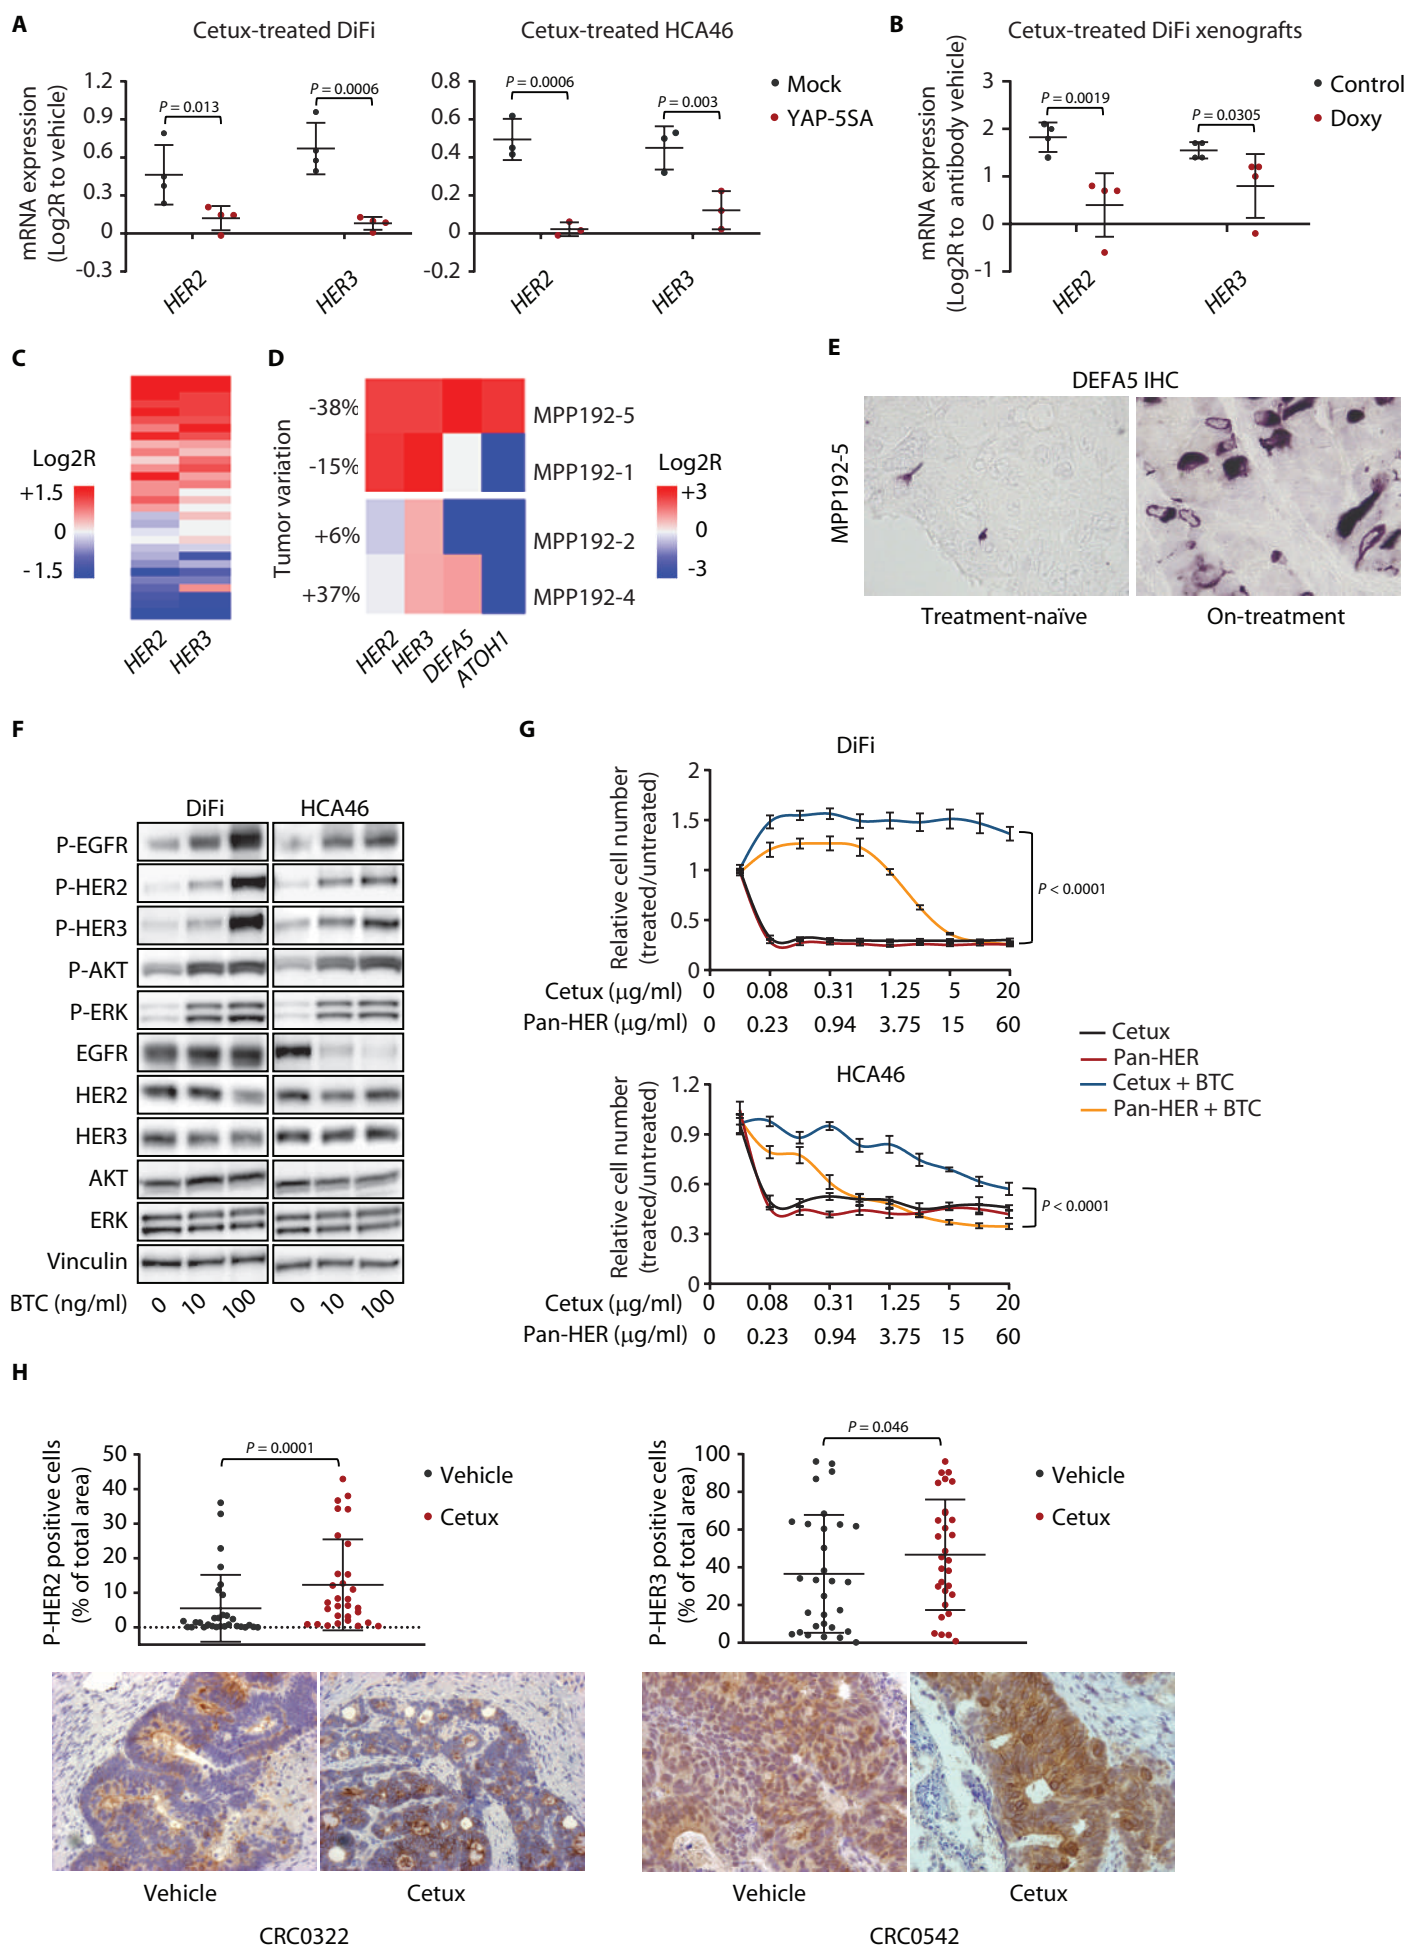 A
Cetux-treated DiFi
Cetux-treated HCA46
mRNA expression
(Log2R to vehicle)
1.2
0.9
0.6
0.3
0
-0.3
P = 0.013
P = 0.0006
HER2
HER3
0.8
0.6
0.4
0.2
0
-0.2
P = 0.0006
P = 0.003
HER2
HER3
Mock
YAP-5SA
B
Cetux-treated DiFi xenografts
mRNA expression
(Log2R to antibody vehicle)
3
2
1
0
-1
P = 0.0019
P = 0.0305
HER2
HER3
Control
Doxy
C
Log2R
+1.5
0
-1.5
HER2
HER3
D
Tumor variation
-38%
-15%
+6%
+37%
MPP192-5
MPP192-1
MPP192-2
MPP192-4
HER2
HER3
DEFA5
ATOH1
Log2R
+3
0
-3
E
DEFA5 IHC
MPP192-5
Treatment-naïve
On-treatment
F
DiFi
HCA46
P-EGFR
P-HER2
P-HER3
P-AKT
P-ERK
EGFR
HER2
HER3
AKT
ERK
Vinculin
BTC (ng/ml) 0 10 100 0 10 100
G
DiFi
Relative cell number
(treated/untreated)
2
1.5
1
0.5
0
P < 0.0001
Cetux (μg/ml) 0 0.08 0.31 1.25 5 20
Pan-HER (μg/ml) 0 0.23 0.94 3.75 15 60
Cetux
Pan-HER
Cetux + BTC
Pan-HER + BTC
HCA46
Relative cell number
(treated/untreated)
1.2
0.9
0.6
0.3
0
P < 0.0001
Cetux (μg/ml) 0 0.08 0.31 1.25 5 20
Pan-HER (μg/ml) 0 0.23 0.94 3.75 15 60
H
P-HER2 positive cells
(% of total area)
50
40
30
20
10
0
P = 0.0001
Vehicle
Cetux
P-HER3 positive cells
(% of total area)
100
80
60
40
20
0
P = 0.046
Vehicle
Cetux
Vehicle
Cetux
CRC0322
Vehicle
Cetux
CRC0542